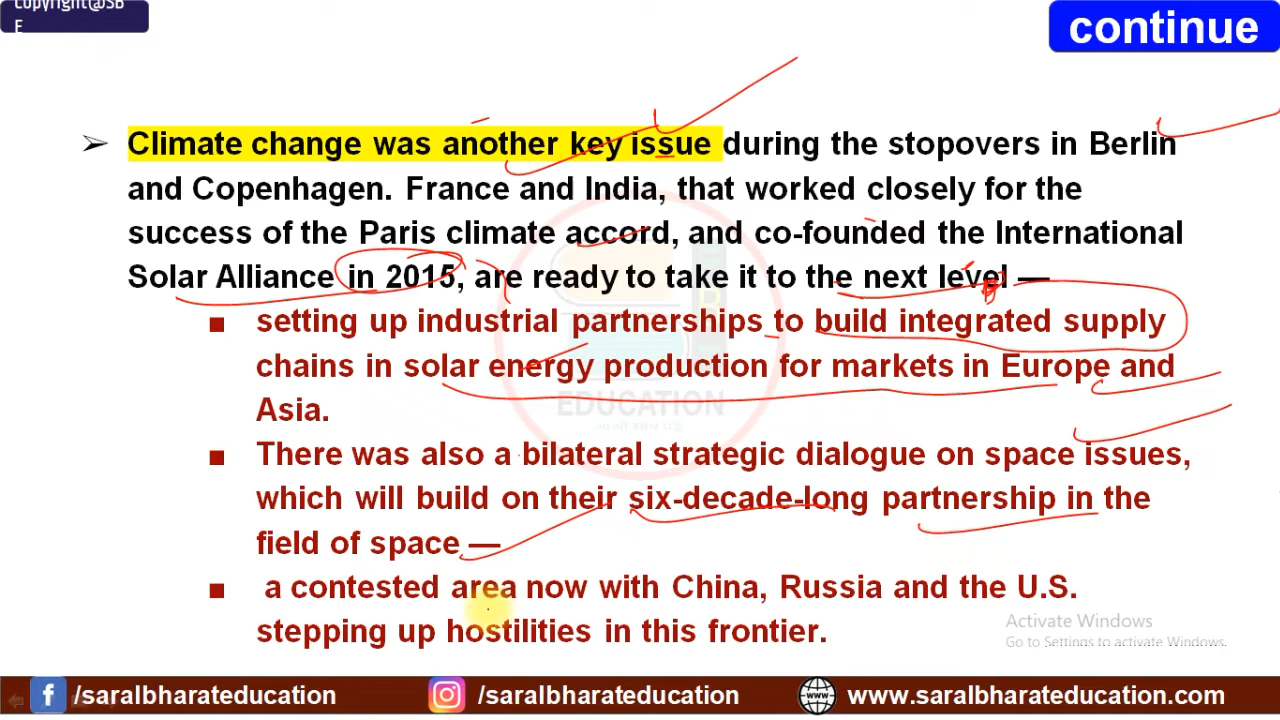 Copyright@SB
E
continue
➢ Climate change was another key issue during the stopovers in Berlin
and Copenhagen. France and India, that worked closely for the
success of the Paris climate accord, and co-founded the International
Solar Alliance in 2015, are ready to take it to the next level —
▪ setting up industrial partnerships to build integrated supply
chains in solar energy production for markets in Europe and
Asia.
▪ There was also a bilateral strategic dialogue on space issues,
which will build on their six-decade-long partnership in the
field of space —
▪ a contested area now with China, Russia and the U.S.
stepping up hostilities in this frontier.
EDUCATION
Activate Windows
Go to Settings to activate Windows.
/saralbharateducation
/saralbharateducation
www.saralbharateducation.com